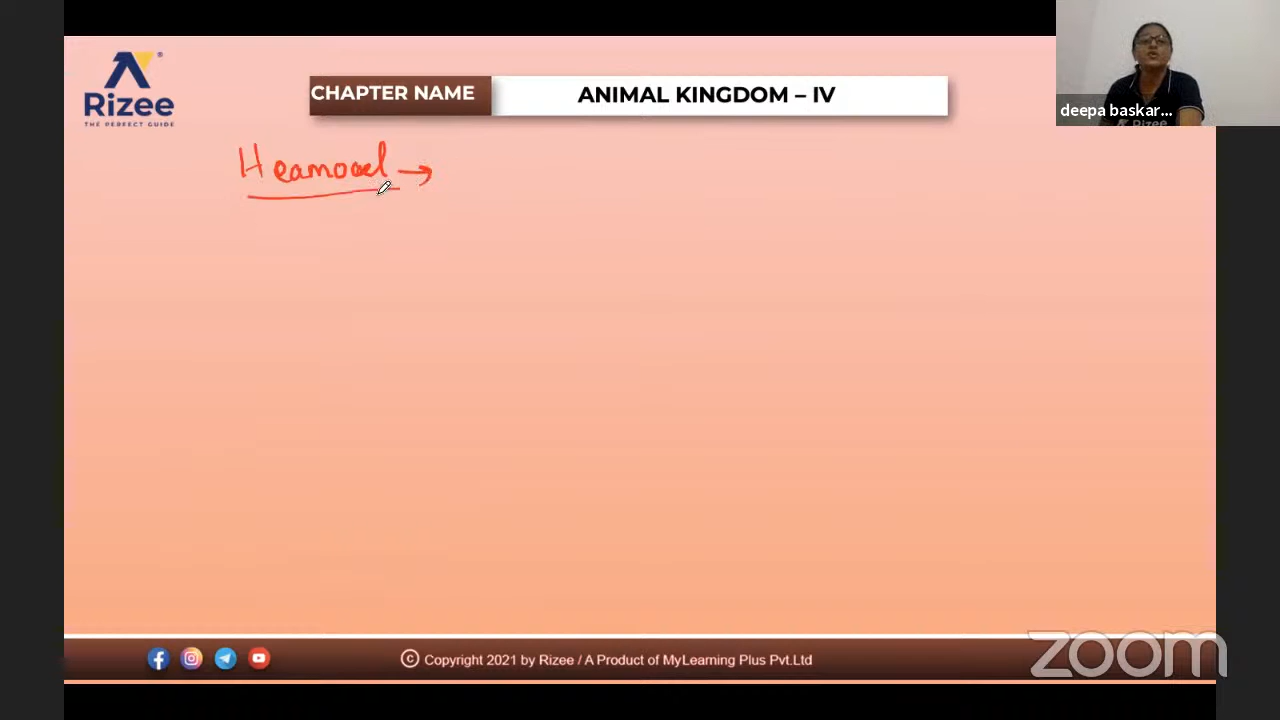 Rizee
THE PERFECT GUIDE
CHAPTER NAME
ANIMAL KINGDOM – IV
deepa baskar...
Rizee
Heamocel →
© Copyright 2021 by Rizee / A Product of MyLearning Plus Pvt.Ltd
zoom